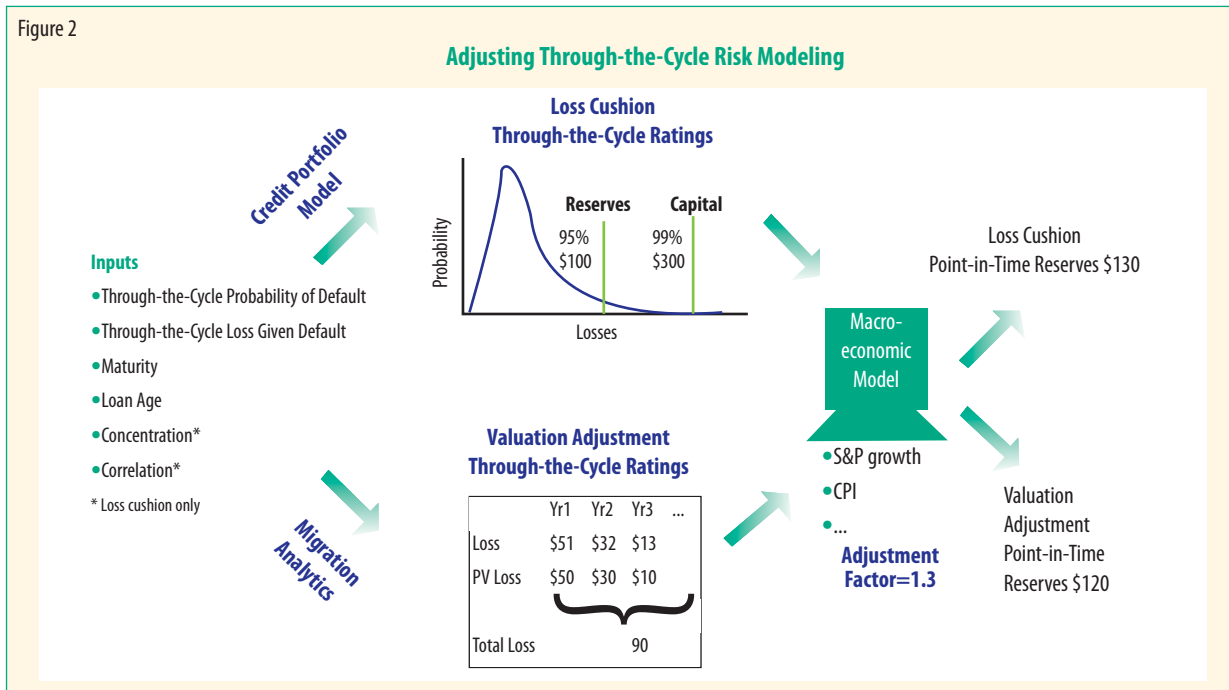 Figure 2
Adjusting Through-the-Cycle Risk Modeling
Credit Portfolio
Model
Loss Cushion
Through-the-Cycle Ratings
Probability
Reserves
95%
$100
Capital
99%
$300
Losses
Inputs
•Through-the-Cycle Probability of Default
•Through-the-Cycle Loss Given Default
•Maturity
•Loan Age
•Concentration*
•Correlation*
* Loss cushion only
Migration
Analytics
Valuation Adjustment
Through-the-Cycle Ratings
Yr1 Yr2 Yr3 ...
Loss $51 $32 $13
PV Loss $50 $30 $10
Total Loss 90
Macro-
economic
Model
•S&P growth
•CPI
•...
Adjustment
Factor=1.3
Loss Cushion
Point-in-Time Reserves $130
Valuation
Adjustment
Point-in-Time
Reserves $120